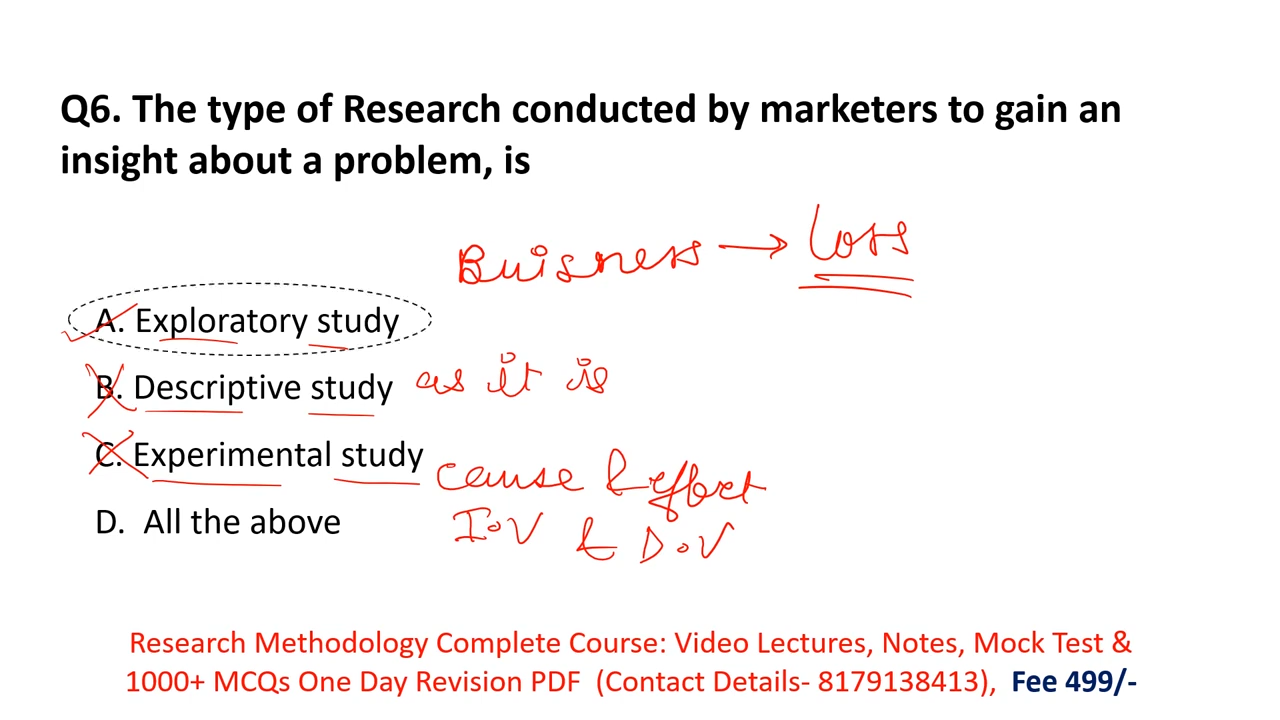 Q6. The type of Research conducted by marketers to gain an
insight about a problem, is
Buisness → Loss
A. Exploratory study
B. Descriptive study as it is
C. Experimental study cause & effect
I.V & D.V
D. All the above
Research Methodology Complete Course: Video Lectures, Notes, Mock Test &
1000+ MCQs One Day Revision PDF (Contact Details- 8179138413), Fee 499/-